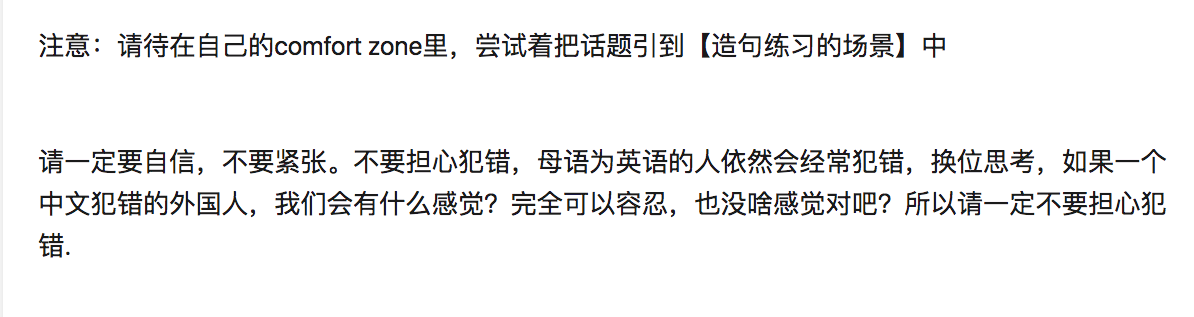 注意：请待在自己的comfort zone里，尝试着把话题引到【造句练习的场景】中
请一定要自信，不要紧张。不要担心犯错，母语为英语的人依然会经常犯错，换位思考，如果一个
中文犯错的外国人，我们会有什么感觉？完全可以容忍，也没啥感觉对吧？所以请一定不要担心犯
错.